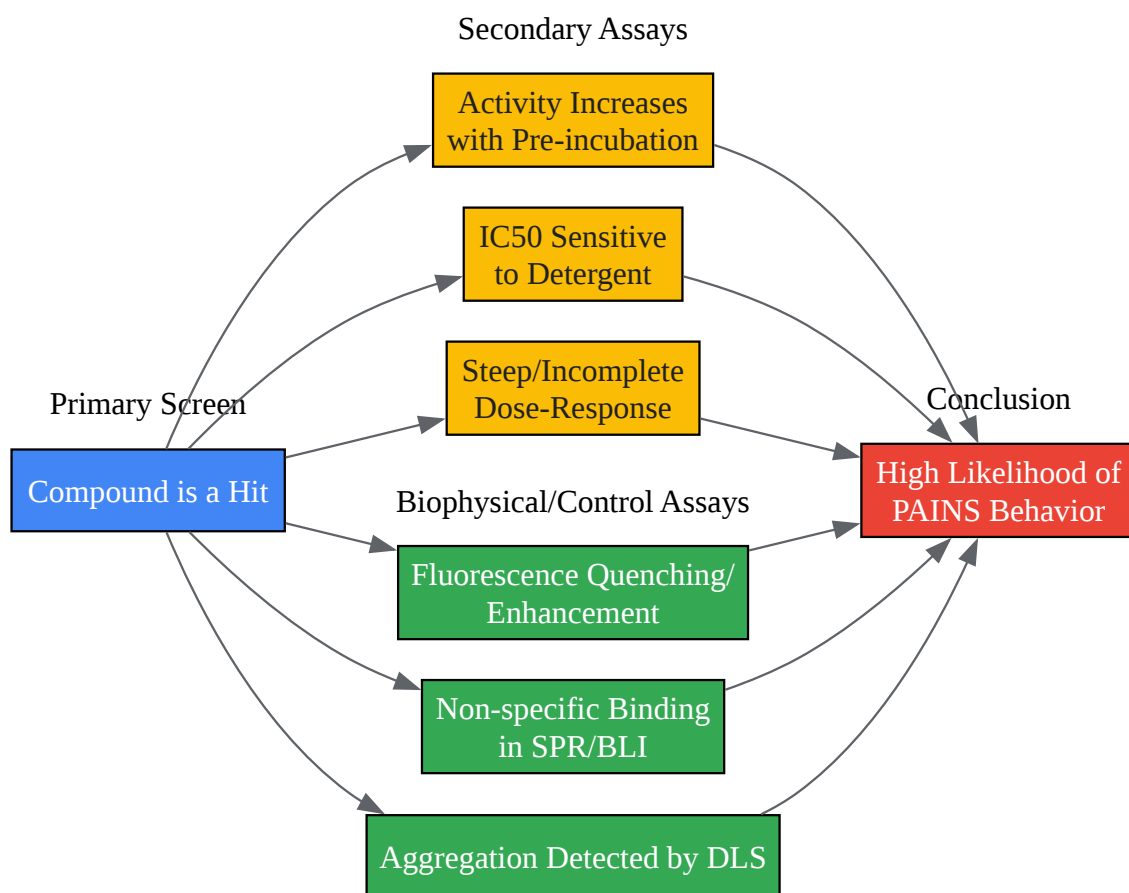 Secondary Assays
Activity Increases
with Pre-incubation
IC50 Sensitive
to Detergent
Steep/Incomplete
Dose-Response
Primary Screen
Conclusion
Compound is a Hit
High Likelihood of
PAINS Behavior
Biophysical/Control Assays
Fluorescence Quenching/
Enhancement
Non-specific Binding
in SPR/BLI
Aggregation Detected by DLS